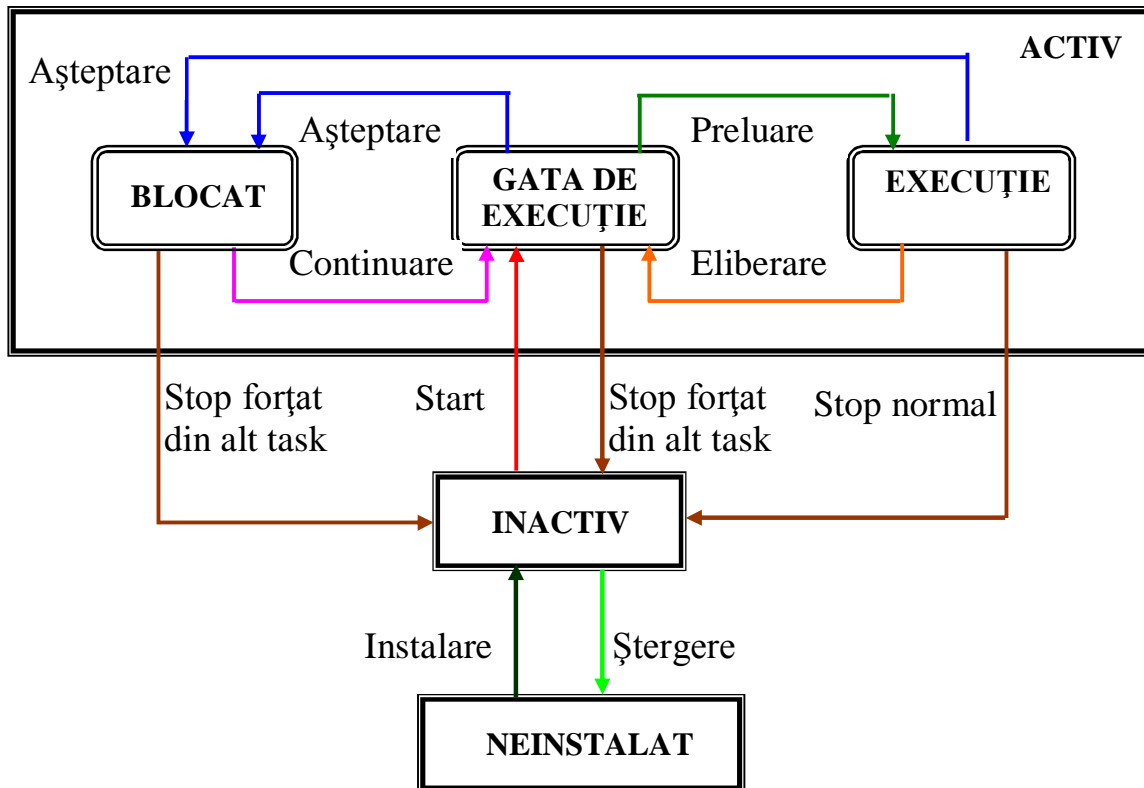 ACTIV
Aşteptare
Aşteptare
Preluare
BLOCAT
GATA DE
EXECUŢIE
EXECUŢIE
Continuare
Eliberare
Stop forţat
din alt task
Start
Stop forţat
din alt task
Stop normal
INACTIV
Instalare
Ştergere
NEINSTALAT